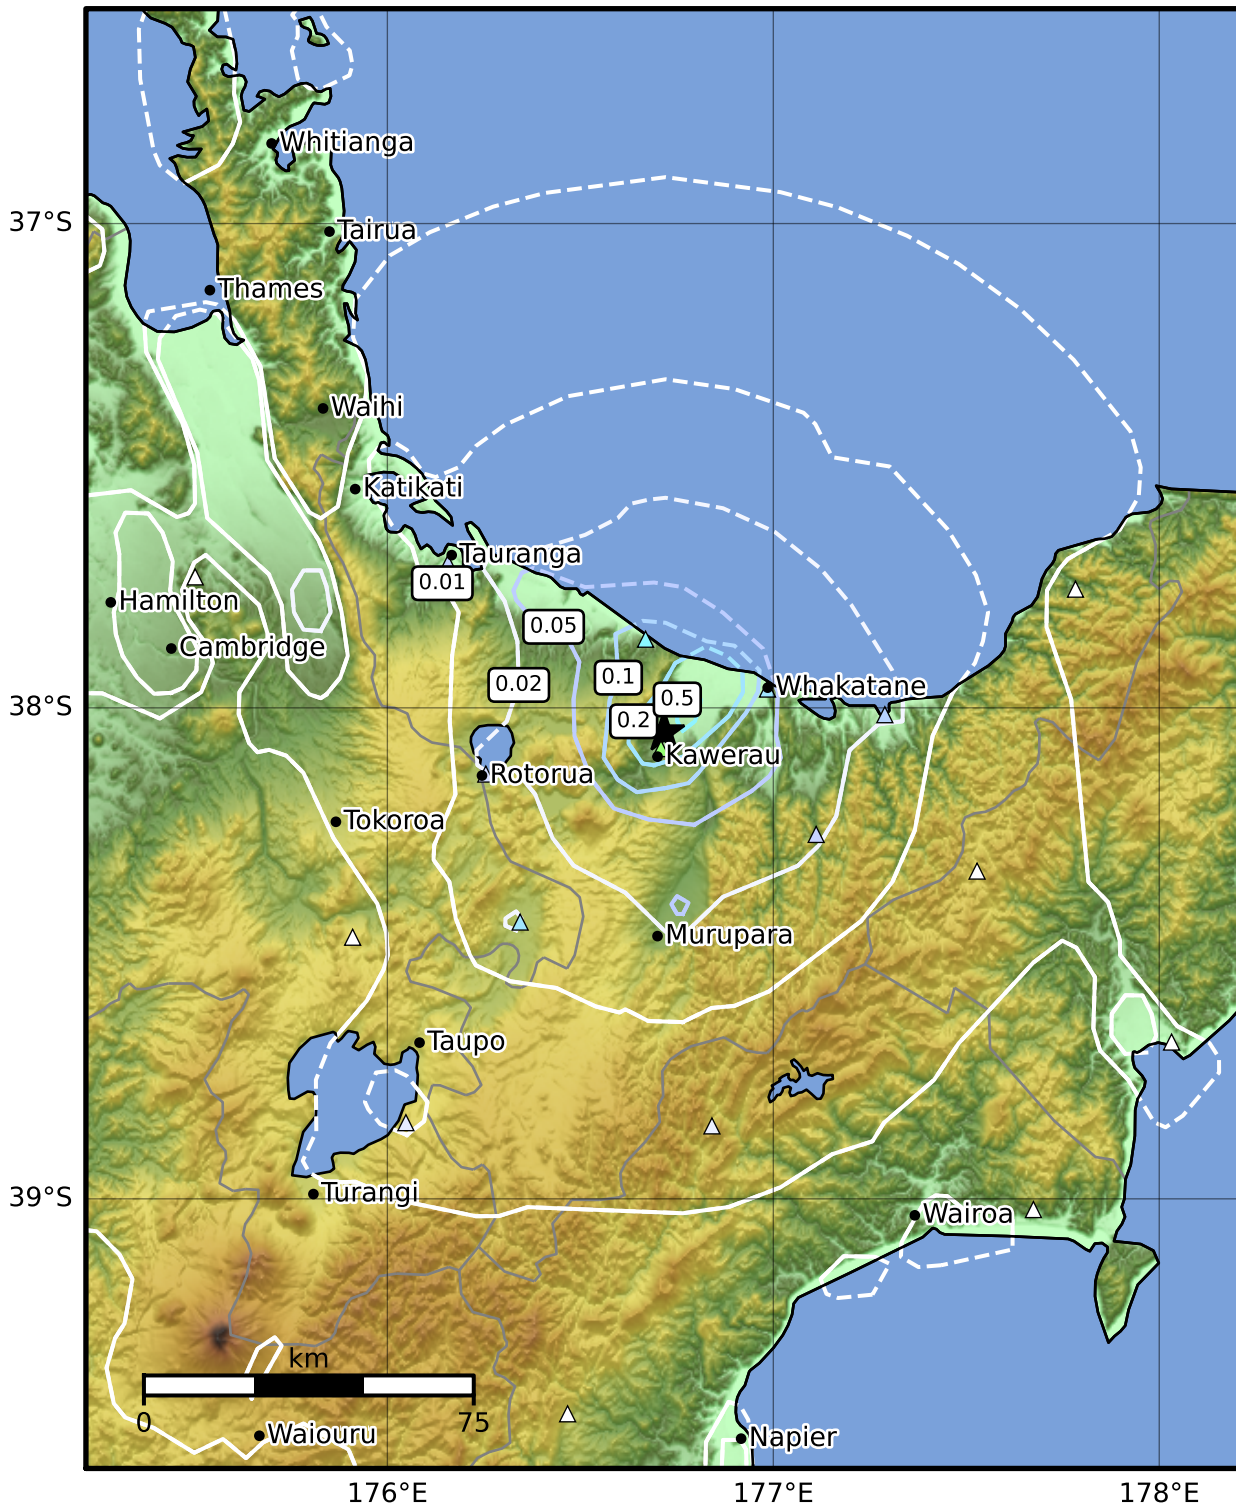 Whitianga
37°S
Tairua
Thames
Waihi
Katikati
Tauranga
0.01
Hamilton
0.05
Cambridge
0.1
0.02
Whakatane
0.5
38°S
0.2
Kawerau
Rotorua
Tokoroa
Murupara
Taupo
Turangi
39°S
Wairoa
km
0
75
Waiouru
Napier
176°E
177°E
178°E